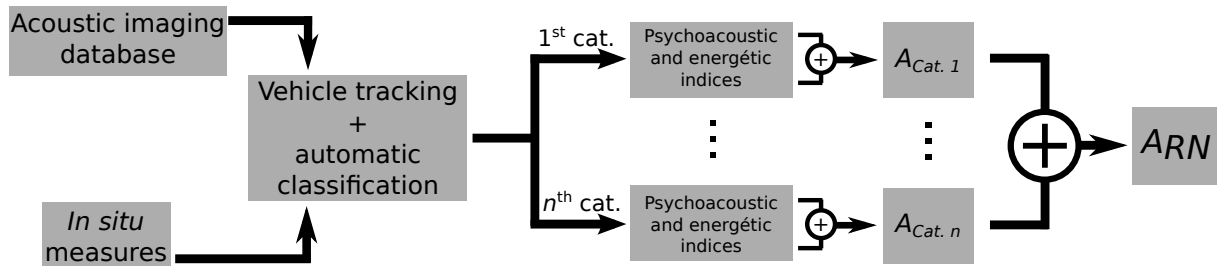 Acoustic imaging
database
Vehicle tracking
+
automatic
classification
In situ
measures
1st cat.
Psychoacoustic
and energétic
indices
+
ACat. 1
nth cat.
Psychoacoustic
and energétic
indices
+
ACat. n
+
ARN